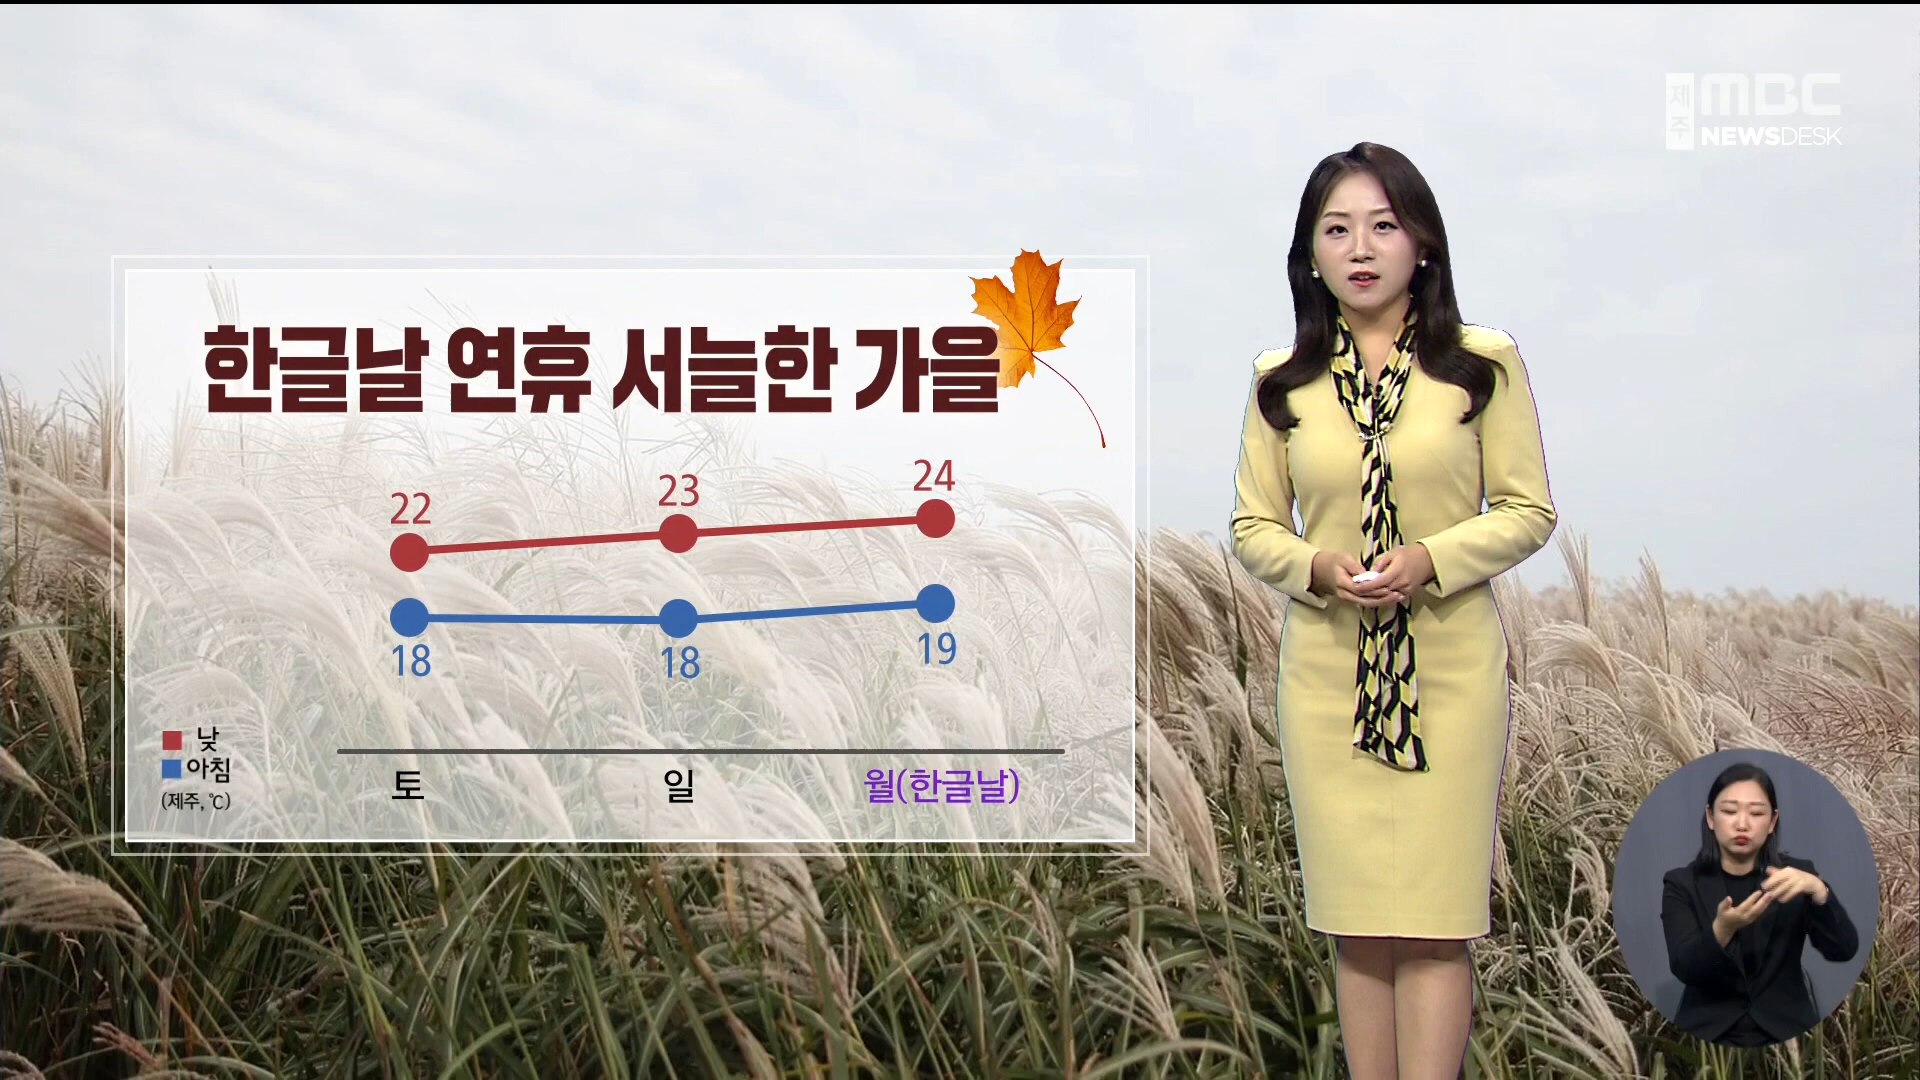 제주 MBC
NEWSDESK
한글날 연휴 서늘한 가을
22 23 24
18 18 19
낮
아침
(제주, ℃)
토 일 월(한글날)